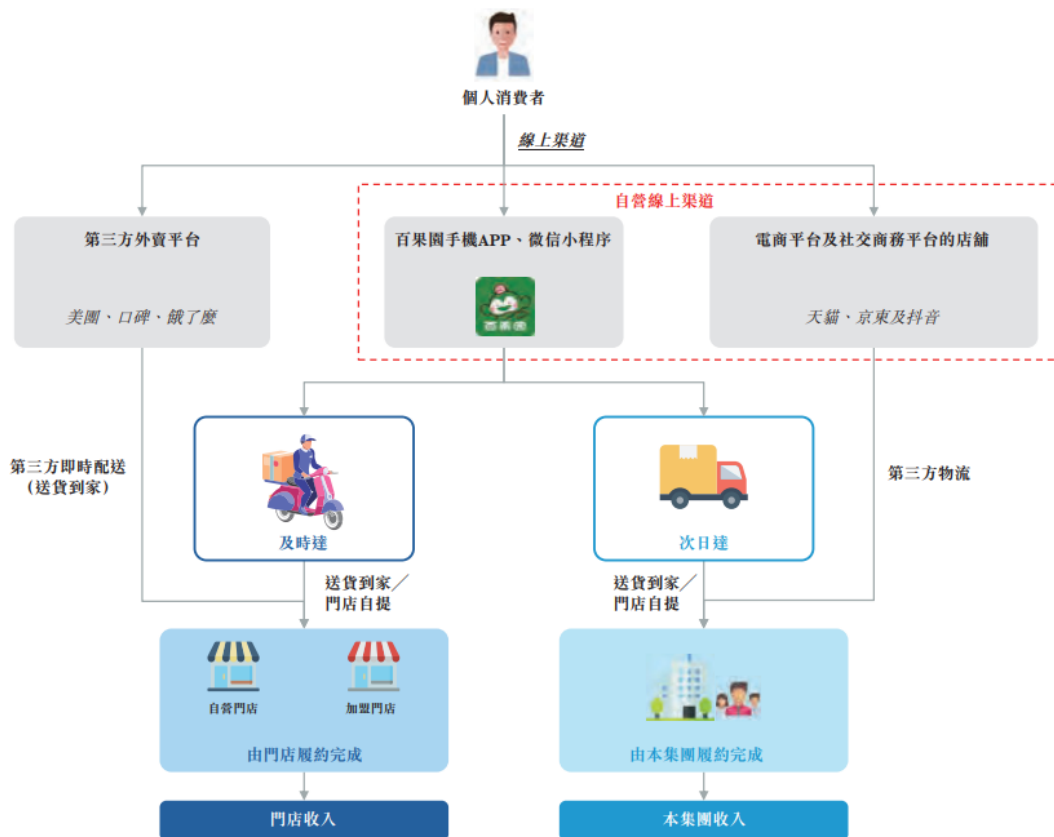 個人消費者
線上渠道
自營線上渠道
第三方外賣平台
美團、口碑、餓了麼
百果園手機APP、微信小程序
百果园
電商平台及社交商務平台的店舖
天貓、京東及抖音
第三方即時配送
(送貨到家)
及時達
次日達
第三方物流
送貨到家／
門店自提
送貨到家／
門店自提
自營門店
加盟門店
由門店履約完成
由本集團履約完成
門店收入
本集團收入